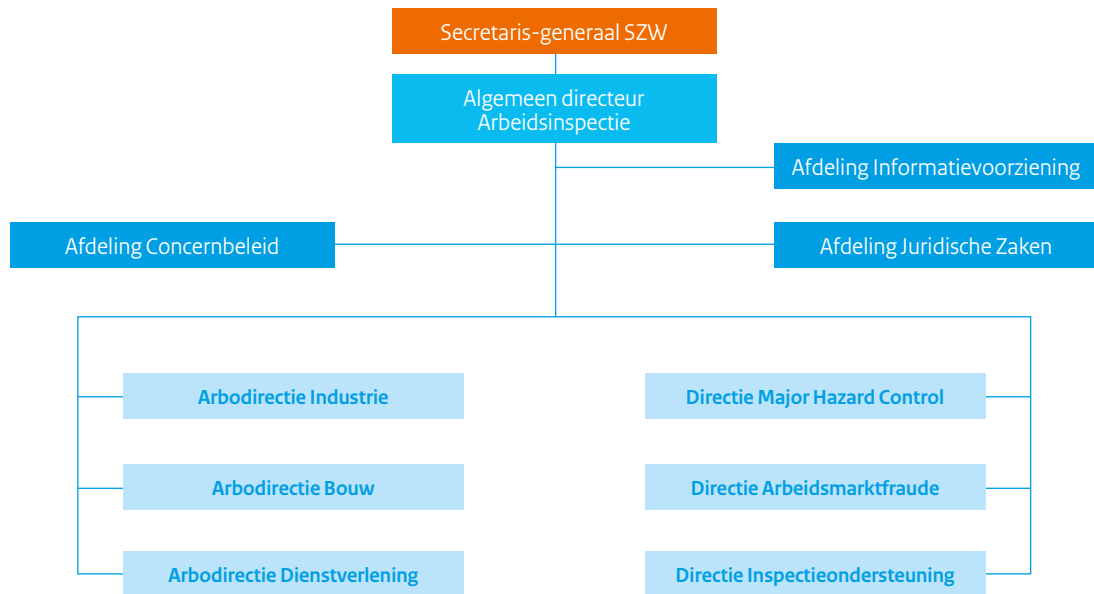 Secretaris-generaal SZW
Algemeen directeur
Arbeidsinspectie
Afdeling Informatievoorziening
Afdeling Concernbeleid
Afdeling Juridische Zaken
Arbodirectie Industrie
Directie Major Hazard Control
Arbodirectie Bouw
Directie Arbeidsmarktfraude
Arbodirectie Dienstverlening
Directie Inspectieondersteuning